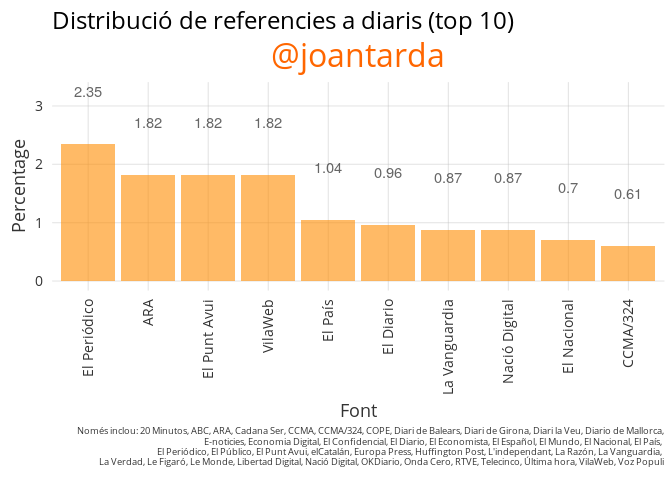 Distribució de referencies a diaris (top 10)
@joantarda
Percentage
3
2
1
0
2.35
1.82
1.82
1.82
1.04
0.96
0.87
0.87
0.7
0.61
El Periódico
ARA
El Punt Avui
VilaWeb
El País
El Diario
La Vanguardia
Nació Digital
El Nacional
CCMA/324
Font
Només inclou: 20 Minutos, ABC, ARA, Cadana Ser, CCMA, CCMA/324, COPE, Diari de Balears, Diari de Girona, Diari la Veu, Diario de Mallorca,
E-noticies, Economia Digital, El Confidencial, El Diario, El Economista, El Español, El Mundo, El Nacional, El País,
El Periódico, El Público, El Punt Avui, elCatalán, Europa Press, Huffington Post, L'independant, La Razón, La Vanguardia,
La Verdad, Le Figaró, Le Monde, Libertad Digital, Nació Digital, OKDiario, Onda Cero, RTVE, Telecinco, Última hora, VilaWeb, Voz Populi